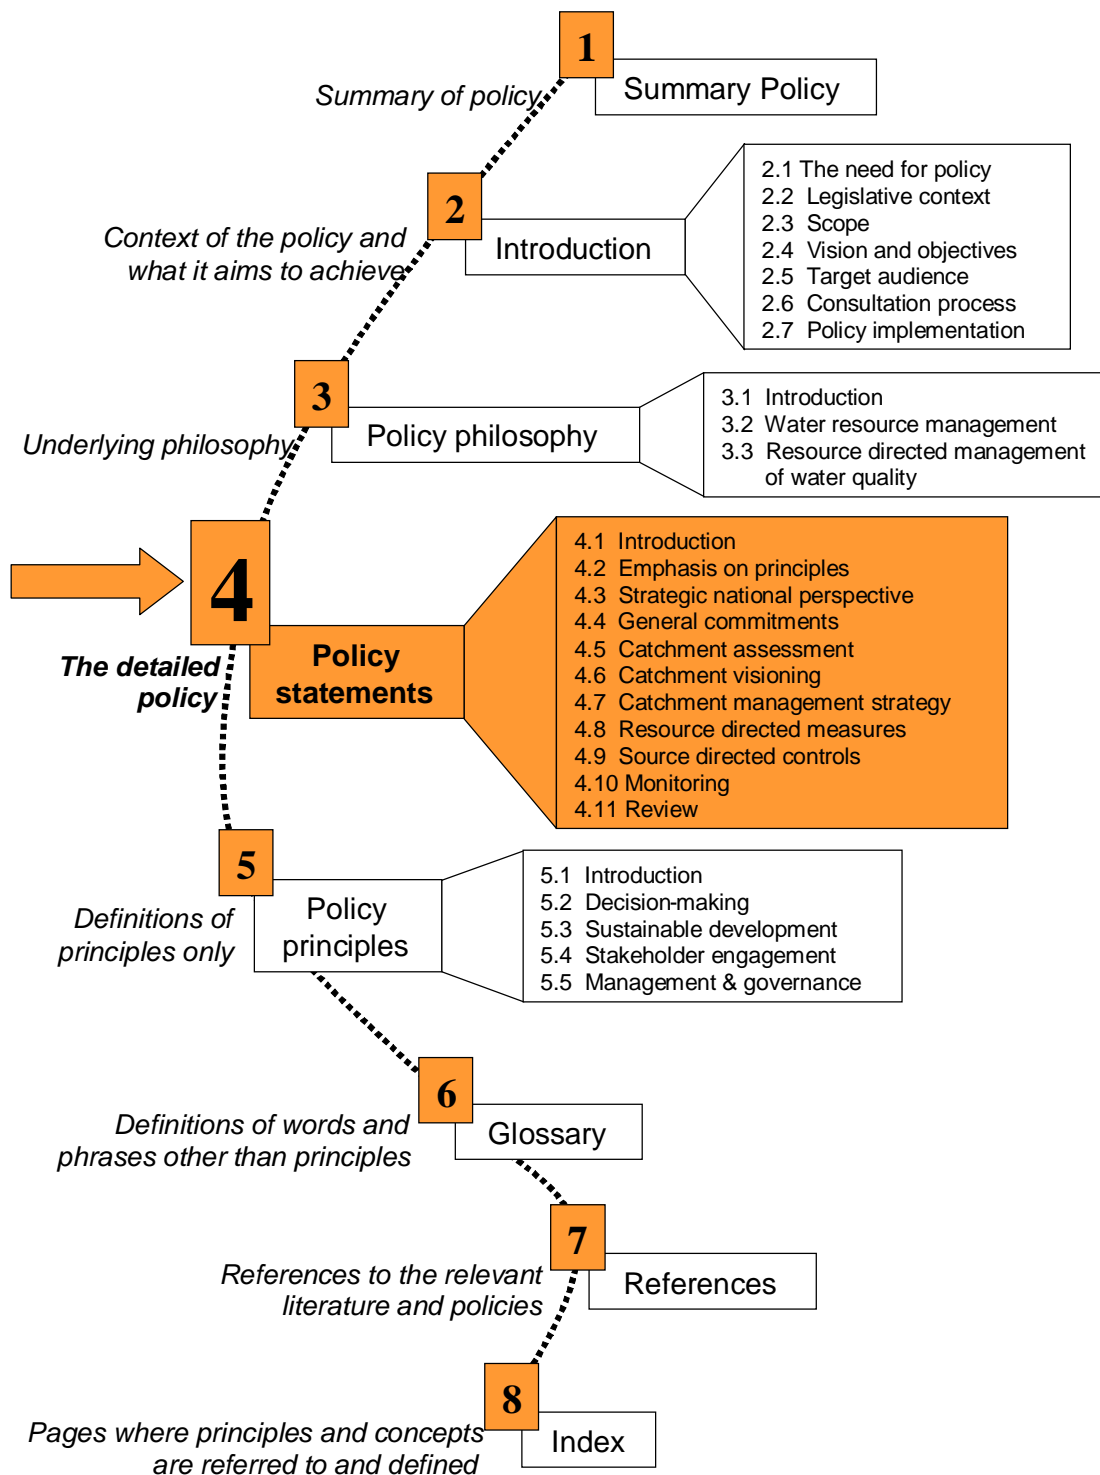 1
Summary Policy
Summary of policy
2
Introduction
Context of the policy and
what it aims to achieve
2.1 The need for policy
2.2 Legislative context
2.3 Scope
2.4 Vision and objectives
2.5 Target audience
2.6 Consultation process
2.7 Policy implementation
3
Policy philosophy
Underlying philosophy
3.1 Introduction
3.2 Water resource management
3.3 Resource directed management
of water quality
4
Policy
statements
The detailed
policy
4.1 Introduction
4.2 Emphasis on principles
4.3 Strategic national perspective
4.4 General commitments
4.5 Catchment assessment
4.6 Catchment visioning
4.7 Catchment management strategy
4.8 Resource directed measures
4.9 Source directed controls
4.10 Monitoring
4.11 Review
5
Policy
principles
Definitions of
principles only
5.1 Introduction
5.2 Decision-making
5.3 Sustainable development
5.4 Stakeholder engagement
5.5 Management & governance
6
Glossary
Definitions of words and
phrases other than principles
7
References
References to the relevant
literature and policies
8
Index
Pages where principles and concepts
are referred to and defined